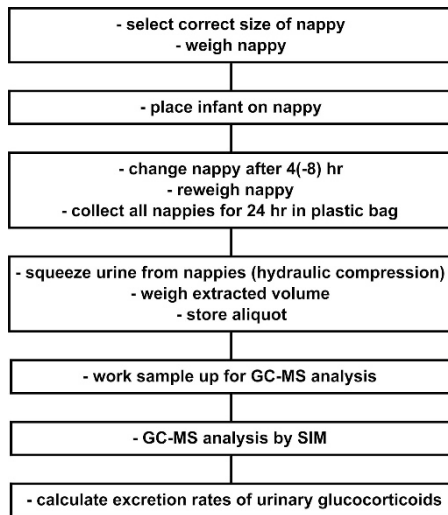 - select correct size of nappy
- weigh nappy
- place infant on nappy
- change nappy after 4(-8) hr
- reweigh nappy
- collect all nappies for 24 hr in plastic bag
- squeeze urine from nappies (hydraulic compression)
- weigh extracted volume
- store aliquot
- work sample up for GC-MS analysis
- GC-MS analysis by SIM
- calculate excretion rates of urinary glucocorticoids